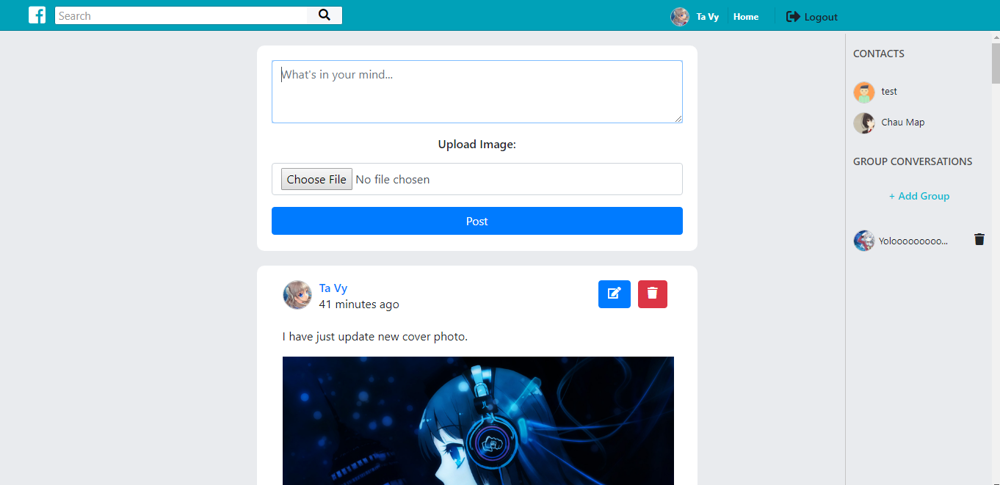 Search
Ta Vy
Home
Logout
What's in your mind...
Upload Image:
Choose File No file chosen
Post
Ta Vy
41 minutes ago
I have just update new cover photo.
CONTACTS
test
Chau Map
GROUP CONVERSATIONS
+ Add Group
Yolooooooooo...